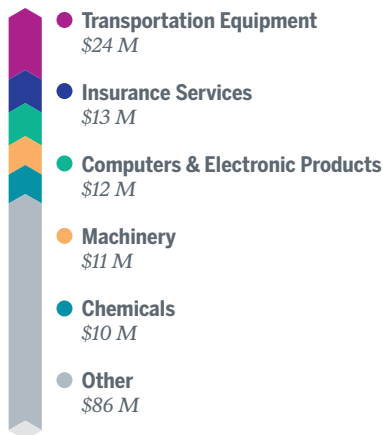 Transportation Equipment
$24 M
Insurance Services
$13 M
Computers & Electronic Products
$12 M
Machinery
$11 M
Chemicals
$10 M
Other
$86 M